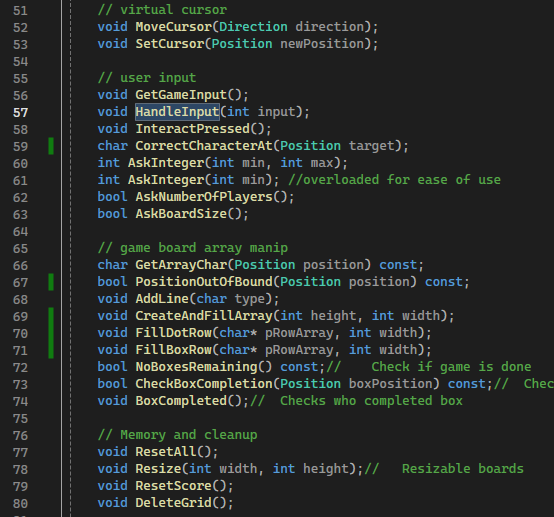 51 // virtual cursor
52 void MoveCursor(Direction direction);
53 void SetCursor(Position newPosition);
54
55 // user input
56 void GetGameInput();
57 void HandleInput(int input);
58 void InteractPressed();
59 char CorrectCharacterAt(Position target);
60 int AskInteger(int min, int max);
61 int AskInteger(int min); //overloaded for ease of use
62 bool AskNumberOfPlayers();
63 bool AskBoardSize();
64
65 // game board array manip
66 char GetArrayChar(Position position) const;
67 bool PositionOutOfBound(Position position) const;
68 void AddLine(char type);
69 void CreateAndFillArray(int height, int width);
70 void FillDotRow(char* pRowArray, int width);
71 void FillBoxRow(char* pRowArray, int width);
72 bool NoBoxesRemaining() const;//    Check if game is done
73 bool CheckBoxCompletion(Position boxPosition) const;//  Chec
74 void BoxCompleted();//  Checks who completed box
75
76 // Memory and cleanup
77 void ResetAll();
78 void Resize(int width, int height);//   Resizable boards
79 void ResetScore();
80 void DeleteGrid();